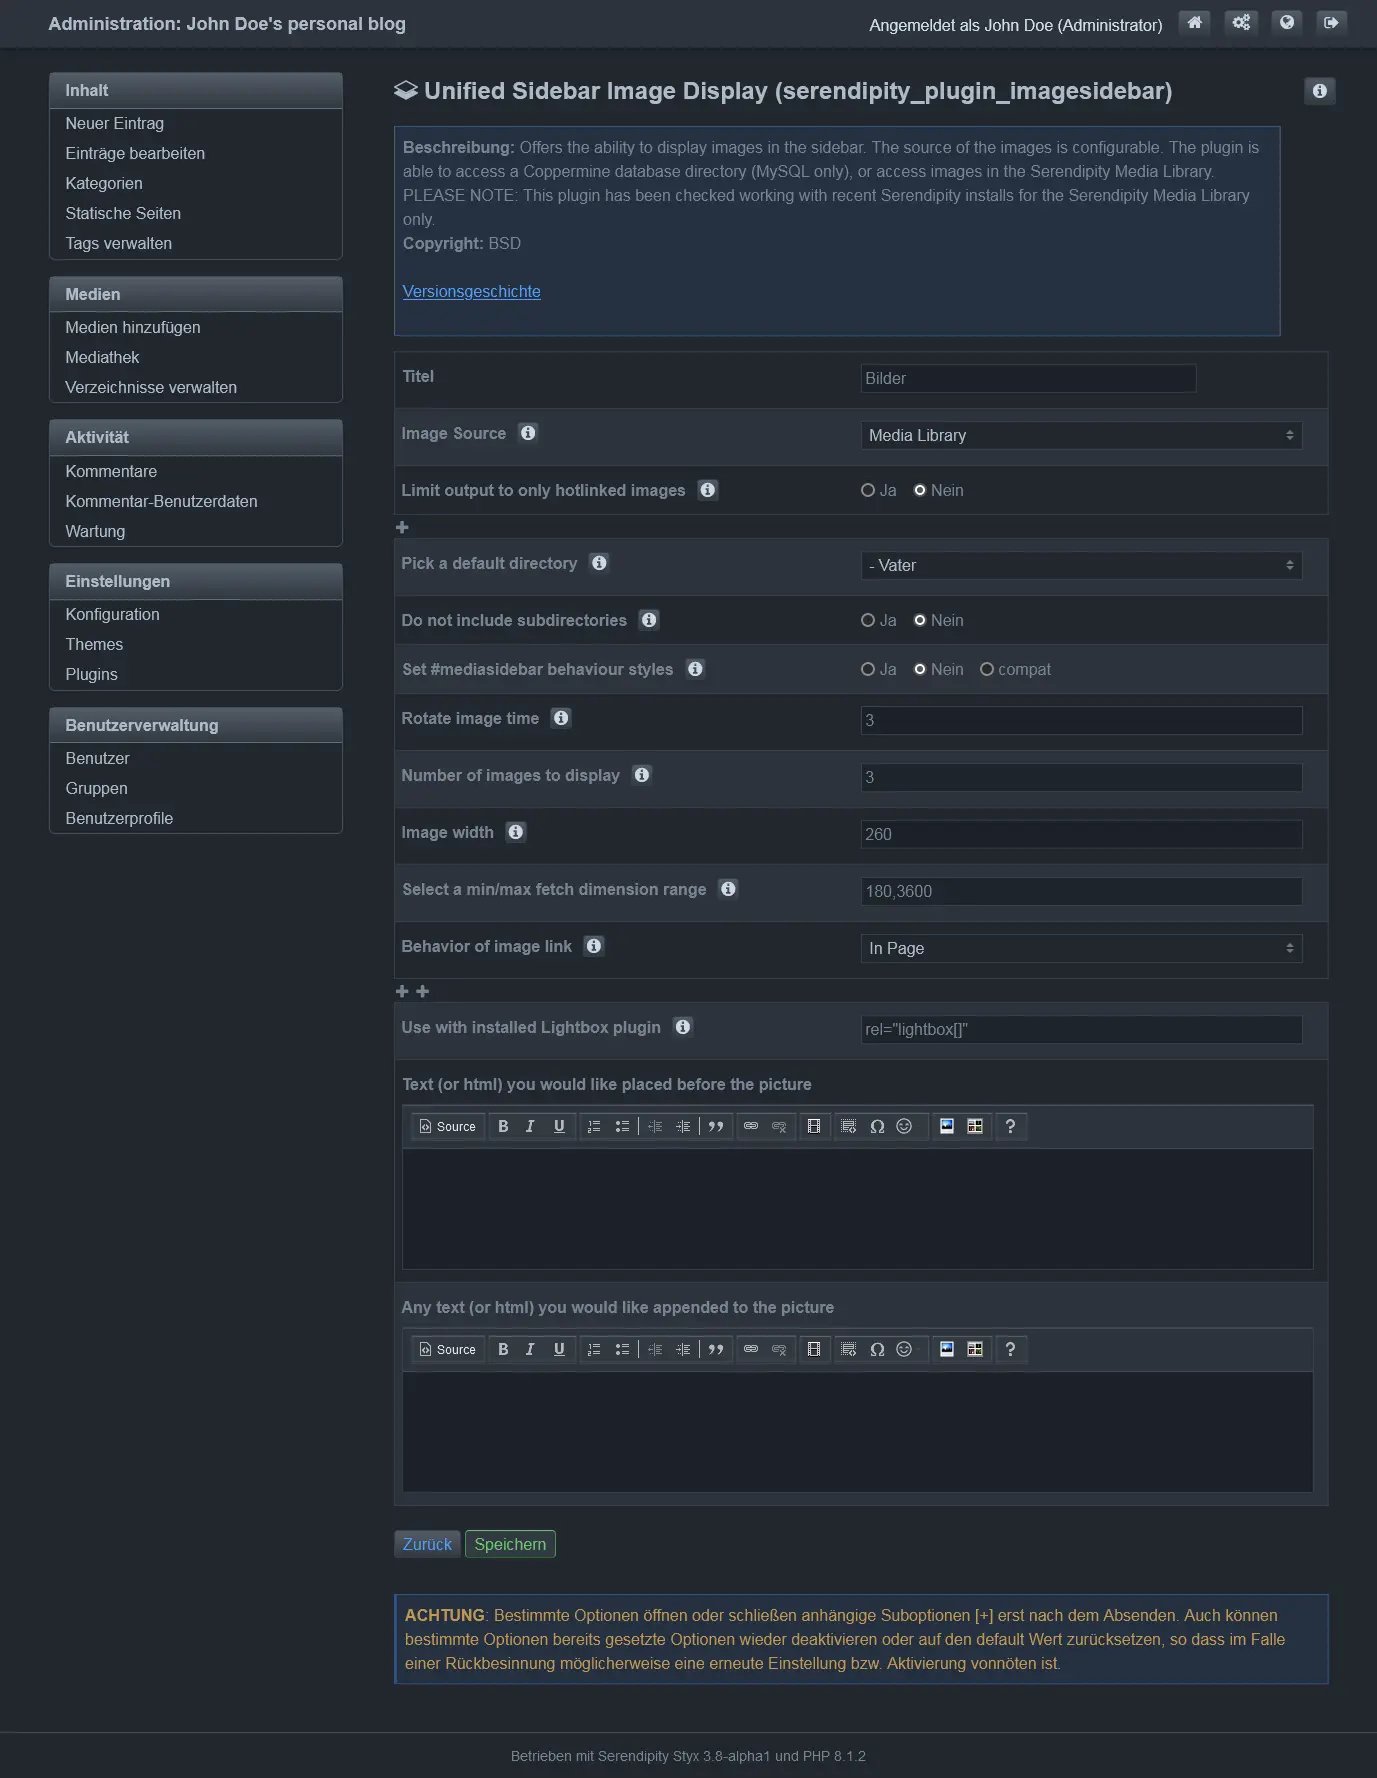 Administration: John Doe's personal blog
Angemeldet als John Doe (Administrator)
Inhalt
Neuer Eintrag
Einträge bearbeiten
Kategorien
Statische Seiten
Tags verwalten
Medien
Medien hinzufügen
Mediathek
Verzeichnisse verwalten
Aktivität
Kommentare
Kommentar-Benutzerdaten
Wartung
Einstellungen
Konfiguration
Themes
Plugins
Benutzerverwaltung
Benutzer
Gruppen
Benutzerprofile
Unified Sidebar Image Display (serendipity_plugin_imagesidebar)
Beschreibung: Offers the ability to display images in the sidebar. The source of the images is configurable. The plugin is
able to access a Coppermine database directory (MySQL only), or access images in the Serendipity Media Library.
PLEASE NOTE: This plugin has been checked working with recent Serendipity installs for the Serendipity Media Library
only.
Copyright: BSD
Versionsgeschichte
Titel
Bilder
Image Source
Media Library
Limit output to only hotlinked images
Ja Nein
Pick a default directory
- Vater
Do not include subdirectories
Ja Nein
Set #mediasidebar behaviour styles
Ja Nein compat
Rotate image time
3
Number of images to display
3
Image width
260
Select a min/max fetch dimension range
180,3600
Behavior of image link
In Page
Use with installed Lightbox plugin
rel="lightbox[]"
Text (or html) you would like placed before the picture
Source B I U Ω ?
Any text (or html) you would like appended to the picture
Source B I U Ω ?
Zurück Speichern
ACHTUNG: Bestimmte Optionen öffnen oder schließen anhängige Suboptionen [+] erst nach dem Absenden. Auch können
bestimmte Optionen bereits gesetzte Optionen wieder deaktivieren oder auf den default Wert zurücksetzen, so dass im Falle
einer Rückbesinnung möglicherweise eine erneute Einstellung bzw. Aktivierung vonnöten ist.
Betrieben mit Serendipity Styx 3.8-alpha1 und PHP 8.1.2